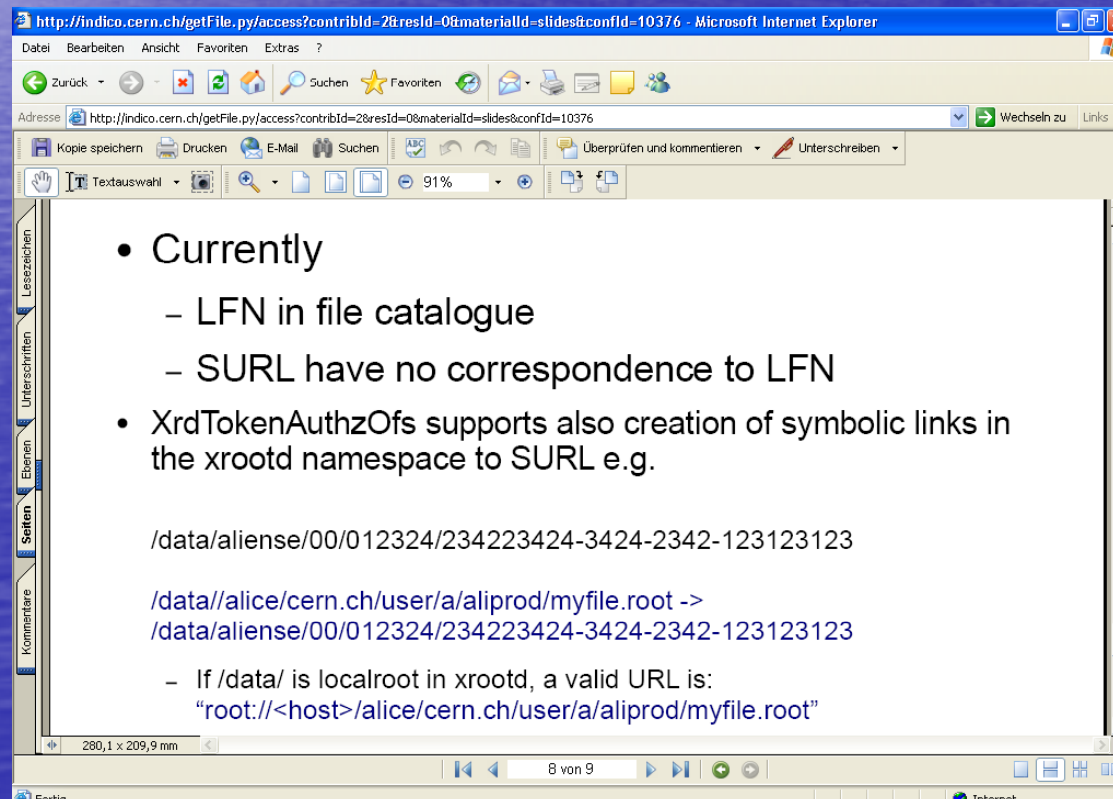 http://indico.cern.ch/getFile.py/access?contribId=2&resId=0&materialId=slides&confId=10376 - Microsoft Internet Explorer
Datei Bearbeiten Ansicht Favoriten Extras ?
Zurück Suchen Favoriten
Adresse http://indico.cern.ch/getFile.py/access?contribId=2&resId=0&materialId=slides&confId=10376 Wechseln zu Links
Kopie speichern Drucken E-Mail Suchen ABC Überprüfen und kommentieren Unterschreiben
Textauswahl 91%
Lesezeichen
Unterschriften
Ebenen
Seiten
Kommentare
• Currently
– LFN in file catalogue
– SURL have no correspondence to LFN
• XrdTokenAuthzOfs supports also creation of symbolic links in
the xrootd namespace to SURL e.g.
/data/aliense/00/012324/234223424-3424-2342-123123123
/data//alice/cern.ch/user/a/aliprod/myfile.root ->
/data/aliense/00/012324/234223424-3424-2342-123123123
– If /data/ is localroot in xrootd, a valid URL is:
“root://<host>/alice/cern.ch/user/a/aliprod/myfile.root”
280,1 x 209,9 mm
8 von 9
Fertig Internet